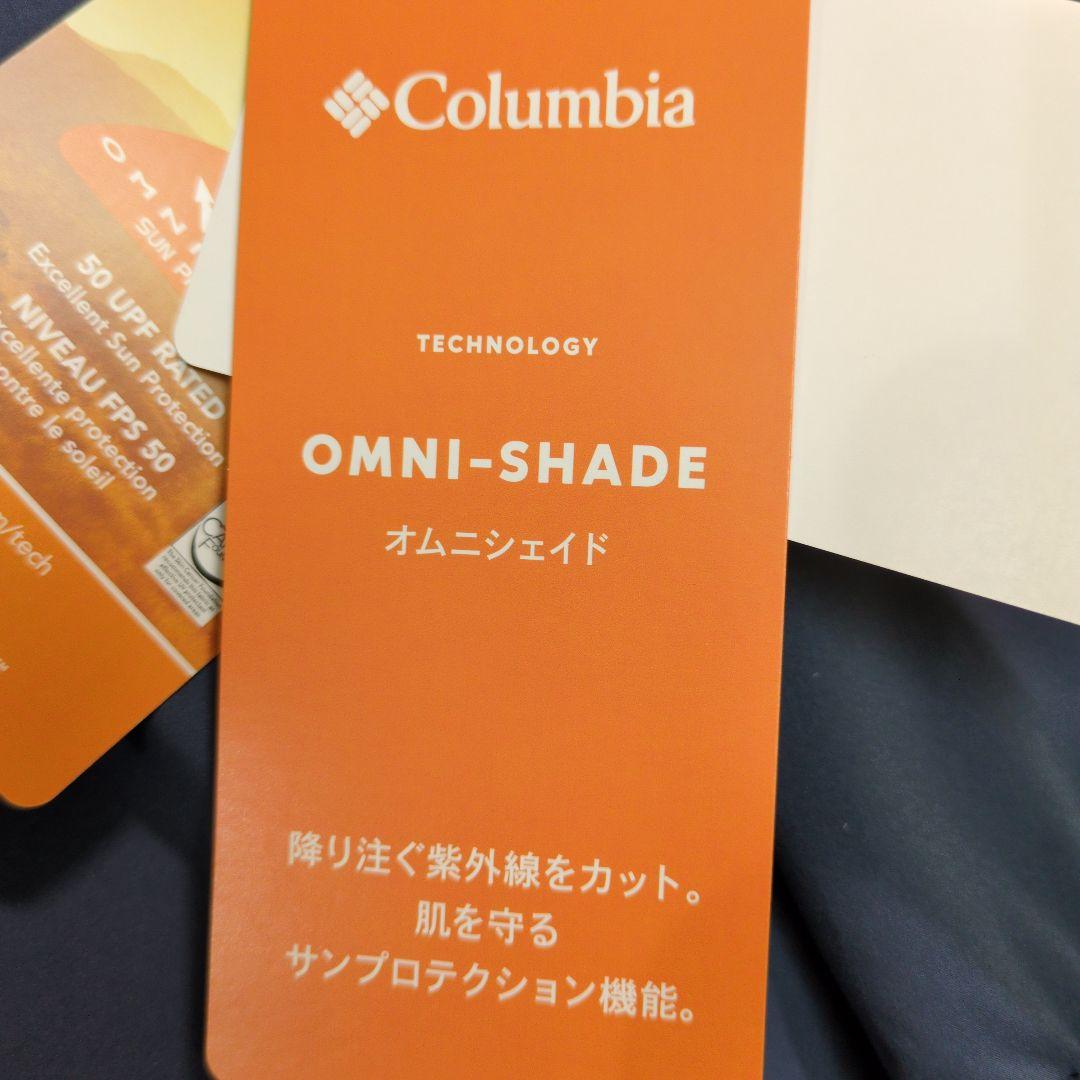 Columbia
TECHNOLOGY
OMNI-SHADE
オムニシェイド
降り注ぐ紫外線をカット。
肌を守る
サンプロテクション機能。
SUN
50 UPF RATED
Excellent Sun Protection
NIVEAU FPS 50
protection
contre le soleil
/tech